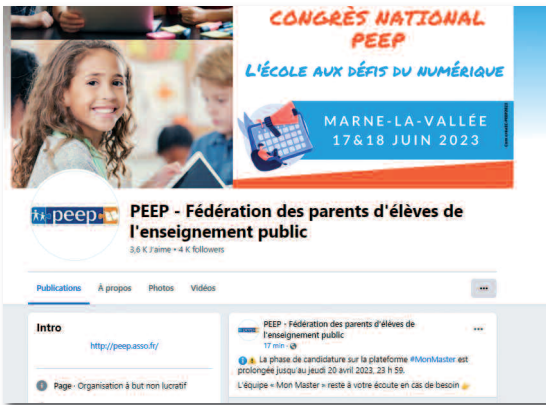 CONGRÈS NATIONAL
PEEP
L'ÉCOLE AUX DÉFIS DU NUMÉRIQUE
MARNE-LA-VALLÉE
17&18 JUIN 2023
peep
PEEP - Fédération des parents d'élèves de
l'enseignement public
3,6 K J'aime • 4 K followers
Publications À propos Photos Vidéos
Intro
http://peep.asso.fr/
Page · Organisation à but non lucratif
PEEP - Fédération des parents d'élèves de
l'enseignement public
17 min ·
La phase de candidature sur la plateforme #MonMaster est
prolongée jusqu'au jeudi 20 avril 2023, 23 h 59.
L'équipe « Mon Master » reste à votre écoute en cas de besoin